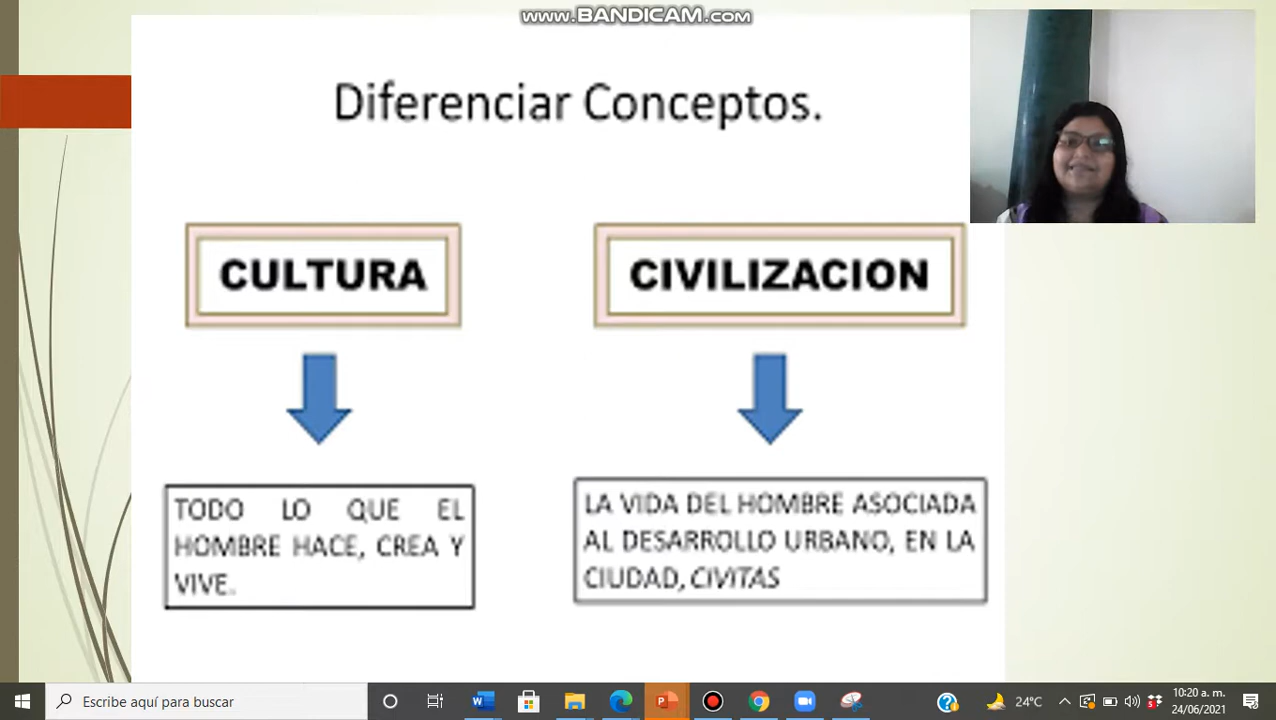 WWW.BANDICAM.COM
Diferenciar Conceptos.
CULTURA
CIVILIZACION
TODO LO QUE EL
HOMBRE HACE, CREA Y
VIVE.
LA VIDA DEL HOMBRE ASOCIADA
AL DESARROLLO URBANO, EN LA
CIUDAD, CIVITAS
Escribe aquí para buscar
24°C
10:20 a. m.
24/06/2021